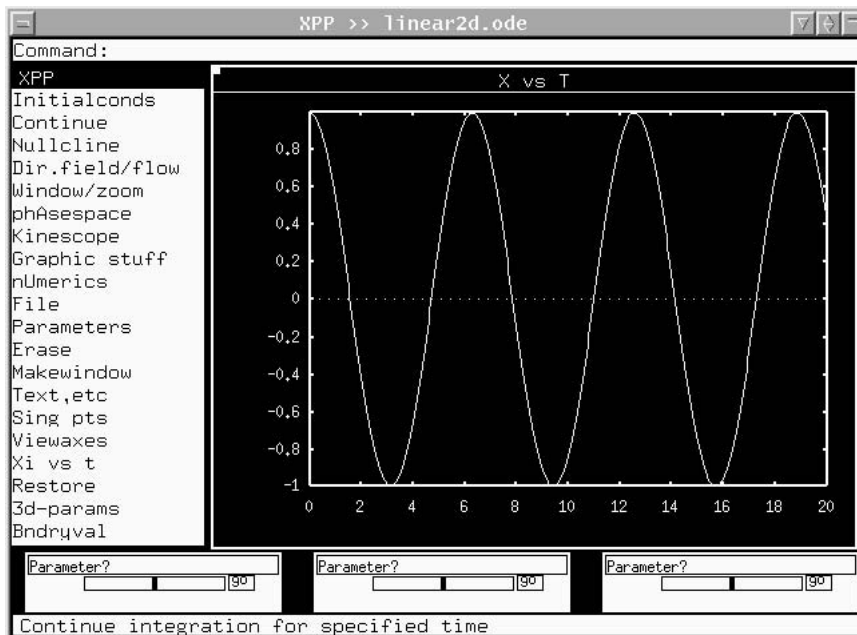 XPP >> linear2d.ode
Command:
XPP
Initialconds
Continue
Nullcline
Dir.field/flow
Window/zoom
phAsespace
Kinescope
Graphic stuff
nUmerics
File
Parameters
Erase
Makewindow
Text,etc
Sing pts
Viewaxes
Xi vs t
Restore
3d-params
Bndryval
X vs T
0.8
0.6
0.4
0.2
0
-0.2
-0.4
-0.6
-0.8
-1
0 2 4 6 8 10 12 14 16 18 20
Parameter? Parameter? Parameter?
go go go
Continue integration for specified time